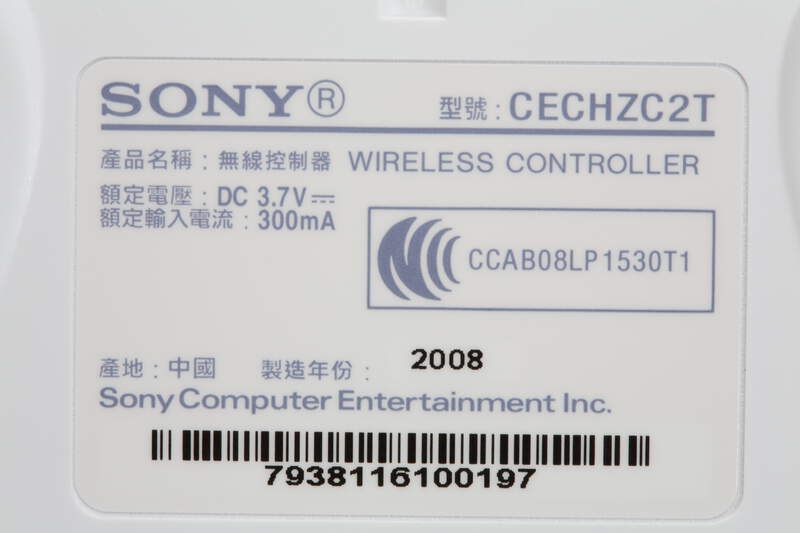 SONY® 型號：CECHZC2T
產品名稱：無線控制器 WIRELESS CONTROLLER
額定電壓：DC 3.7V⎓
額定輸入電流：300mA
CCAB08LP1530T1
產地：中國 製造年份： 2008
Sony Computer Entertainment Inc.
7938116100197